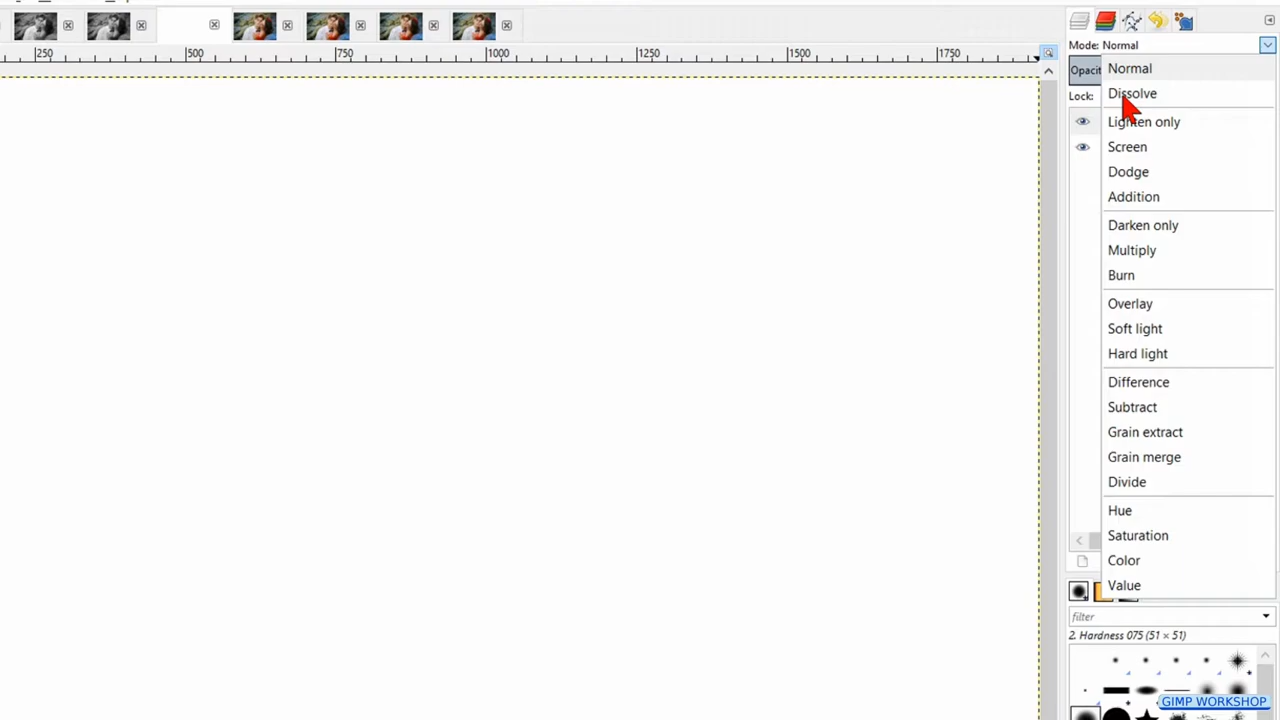 250 500 750 1000 1250 1500 1750
Mode: Normal
Opacit
Lock:
Normal
Dissolve
Lighten only
Screen
Dodge
Addition
Darken only
Multiply
Burn
Overlay
Soft light
Hard light
Difference
Subtract
Grain extract
Grain merge
Divide
Hue
Saturation
Color
Value
filter
2. Hardness 075 (51 × 51)
GIMP WORKSHOP